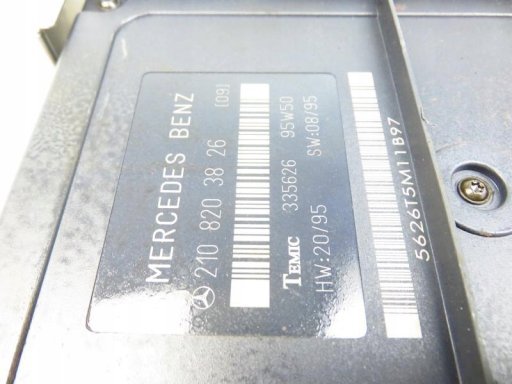 MERCEDES BENZ
210 820 38 26 (09)
TEMIC 335626 95W50
HW:20/95 SW:08/95
5626T5M11B97